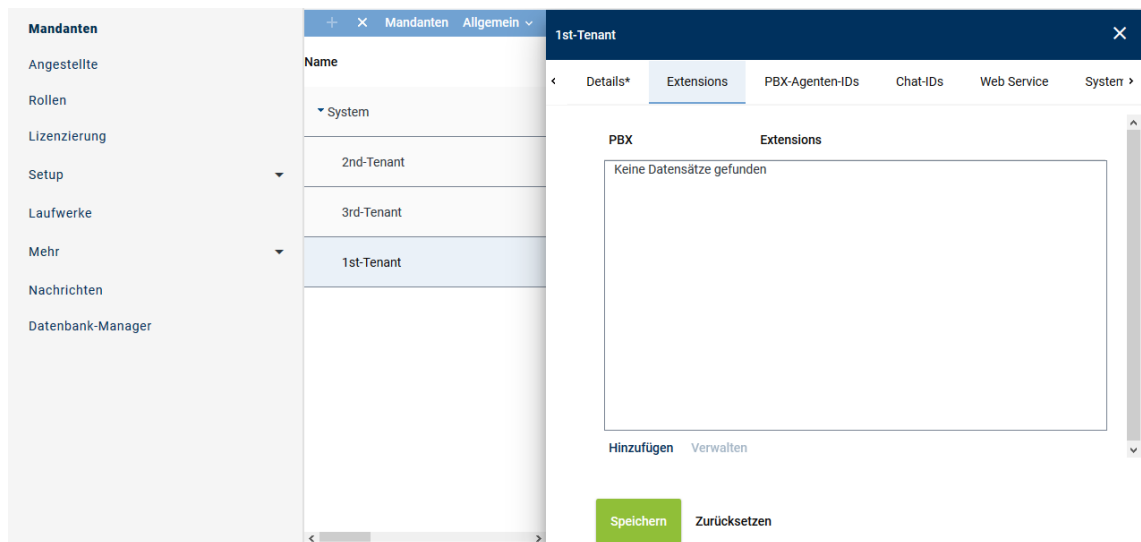 Mandanten
Angestellte
Rollen
Lizenzierung
Setup
Laufwerke
Mehr
Nachrichten
Datenbank-Manager
Mandanten Allgemein
Name
System
2nd-Tenant
3rd-Tenant
1st-Tenant
1st-Tenant
Details* Extensions PBX-Agenten-IDs Chat-IDs Web Service
PBX Extensions
Keine Datensätze gefunden
Hinzufügen Verwalten
Speichern Zurücksetzen